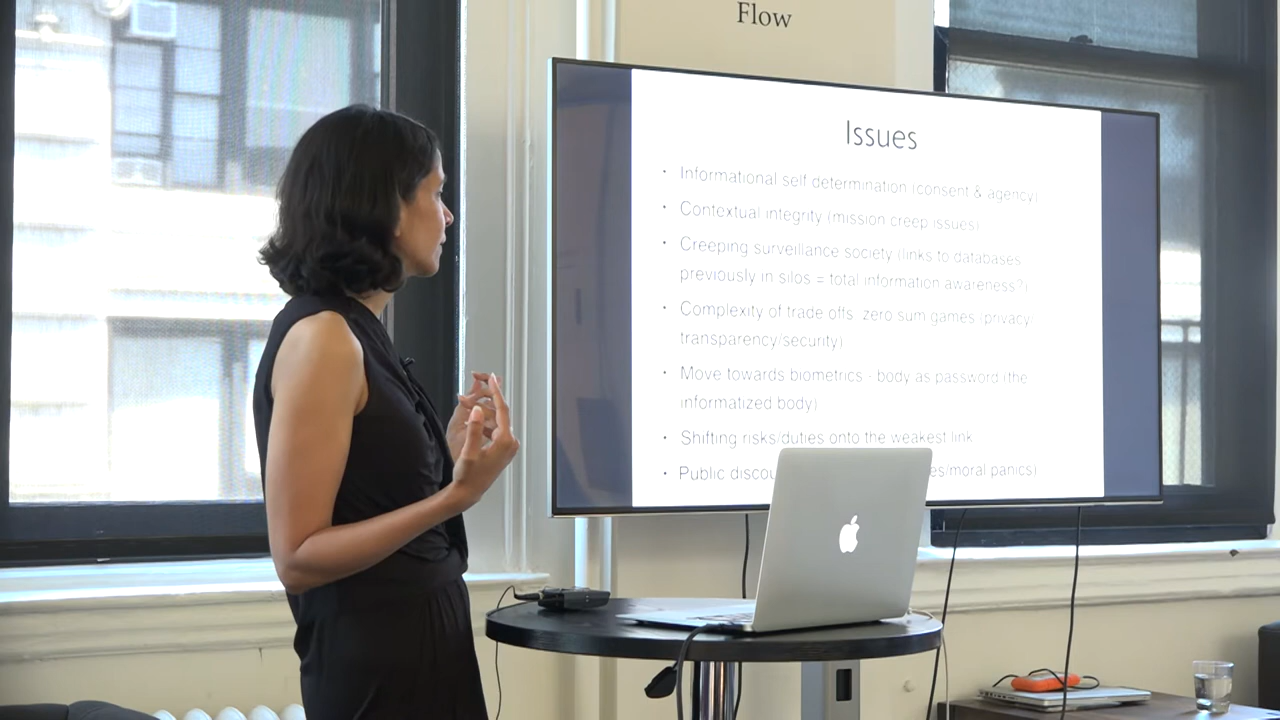 Flow
Issues
• Informational self determination (consent & agency)
• Contextual integrity (mission creep issues)
• Creeping surveillance society (links to databases
previously in silos = total information awareness?)
• Complexity of trade offs zero sum games (privacy/
transparency/security)
• Move towards biometrics - body as password (the
informatized body)
• Shifting risks/duties onto the weakest link
• Public es/moral panics)